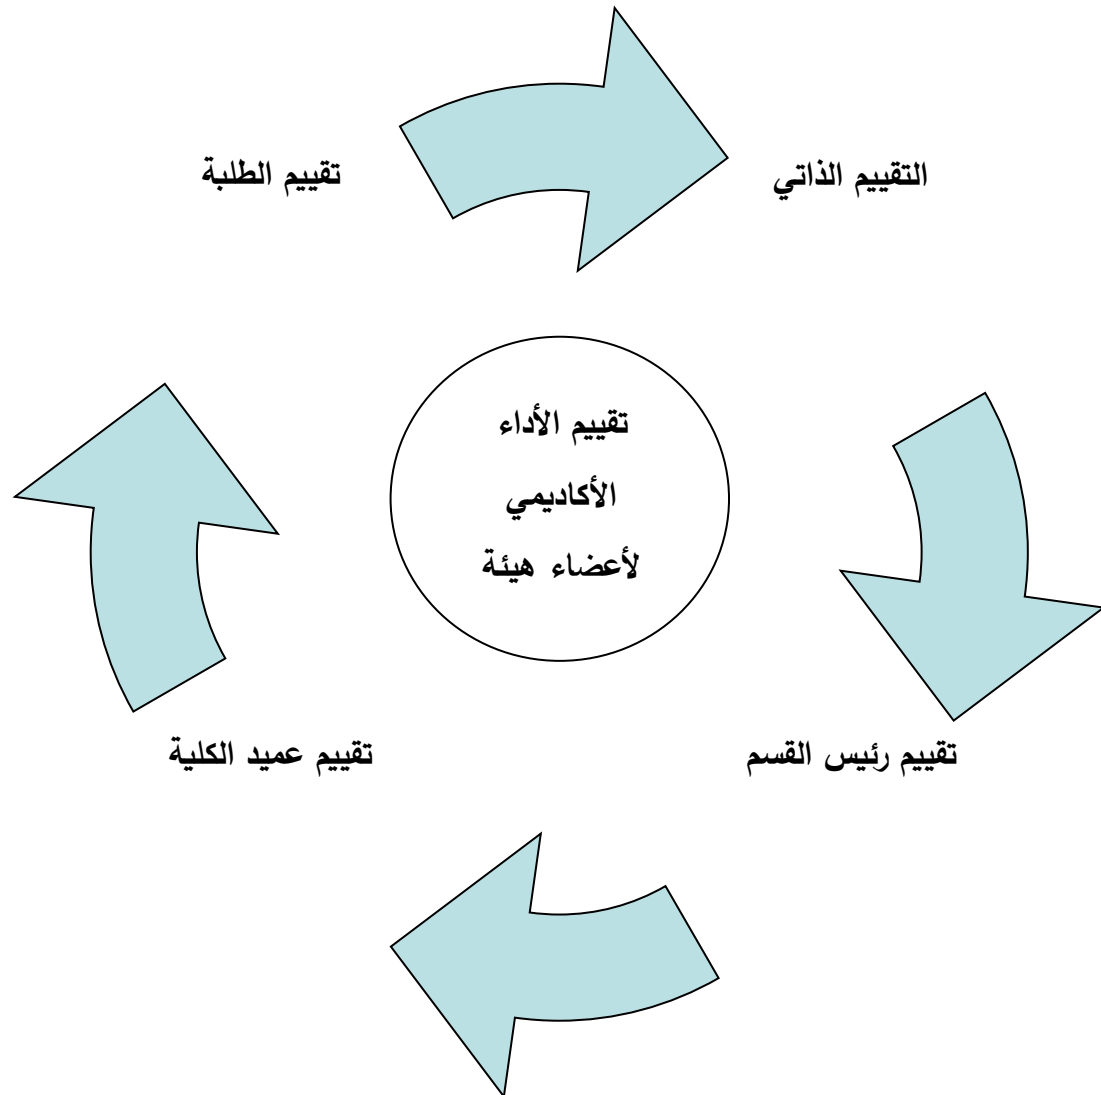 التقييم الذاتي
تقييم الطلبة
تقييم الأداء
الأكاديمي
لأعضاء هيئة
تقييم رئيس القسم
تقييم عميد الكلية